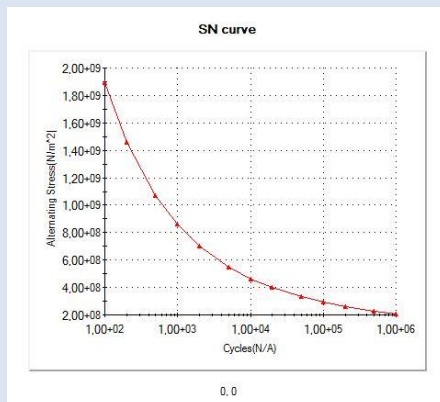 SN curve
2,00+09
1,80+09
1,60+09
1,40+09
1,20+09
1,00+09
8,00+08
6,00+08
4,00+08
2,00+08
Alternating Stress[N/m^2]
1,00+02 1,00+03 1,00+04 1,00+05 1,00+06
Cycles(N/A)
0, 0